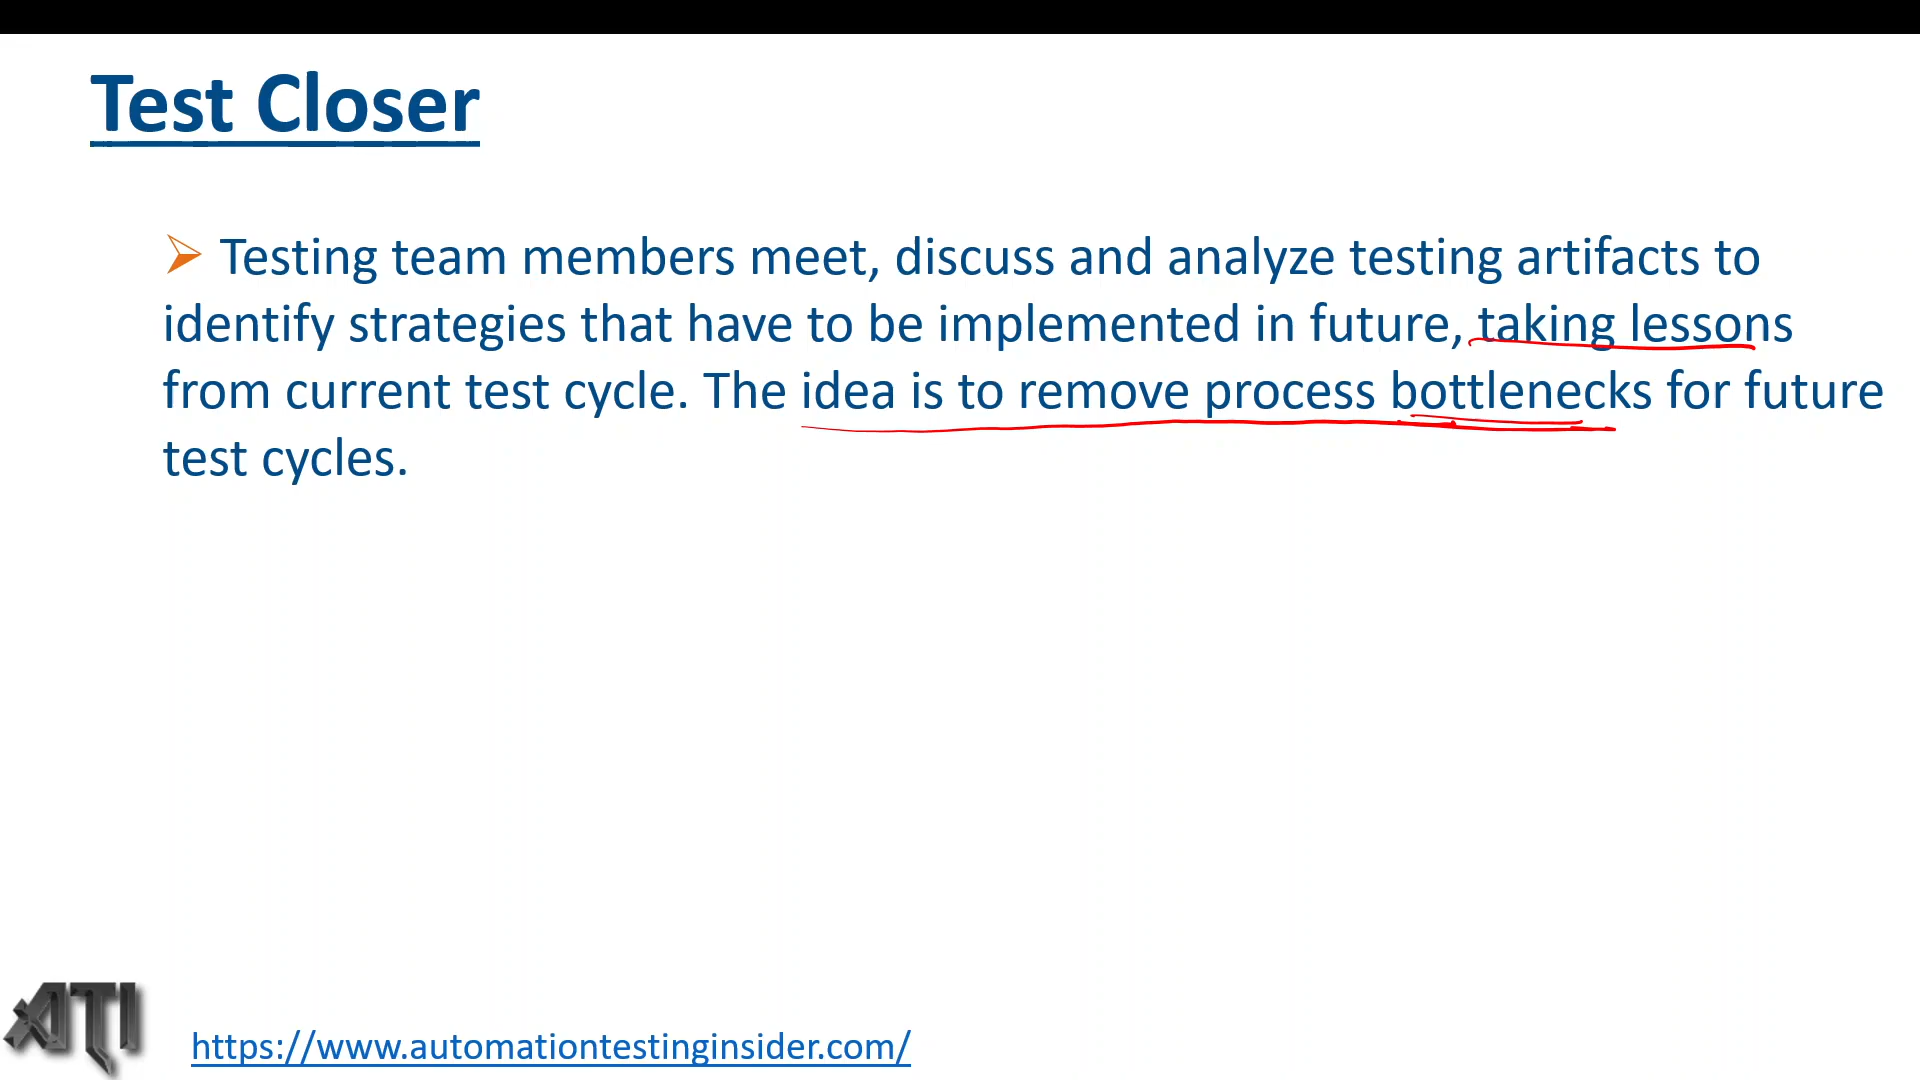 Test Closer
Testing team members meet, discuss and analyze testing artifacts to
identify strategies that have to be implemented in future, taking lessons
from current test cycle. The idea is to remove process bottlenecks for future
test cycles.
ATI
https://www.automationtestinginsider.com/